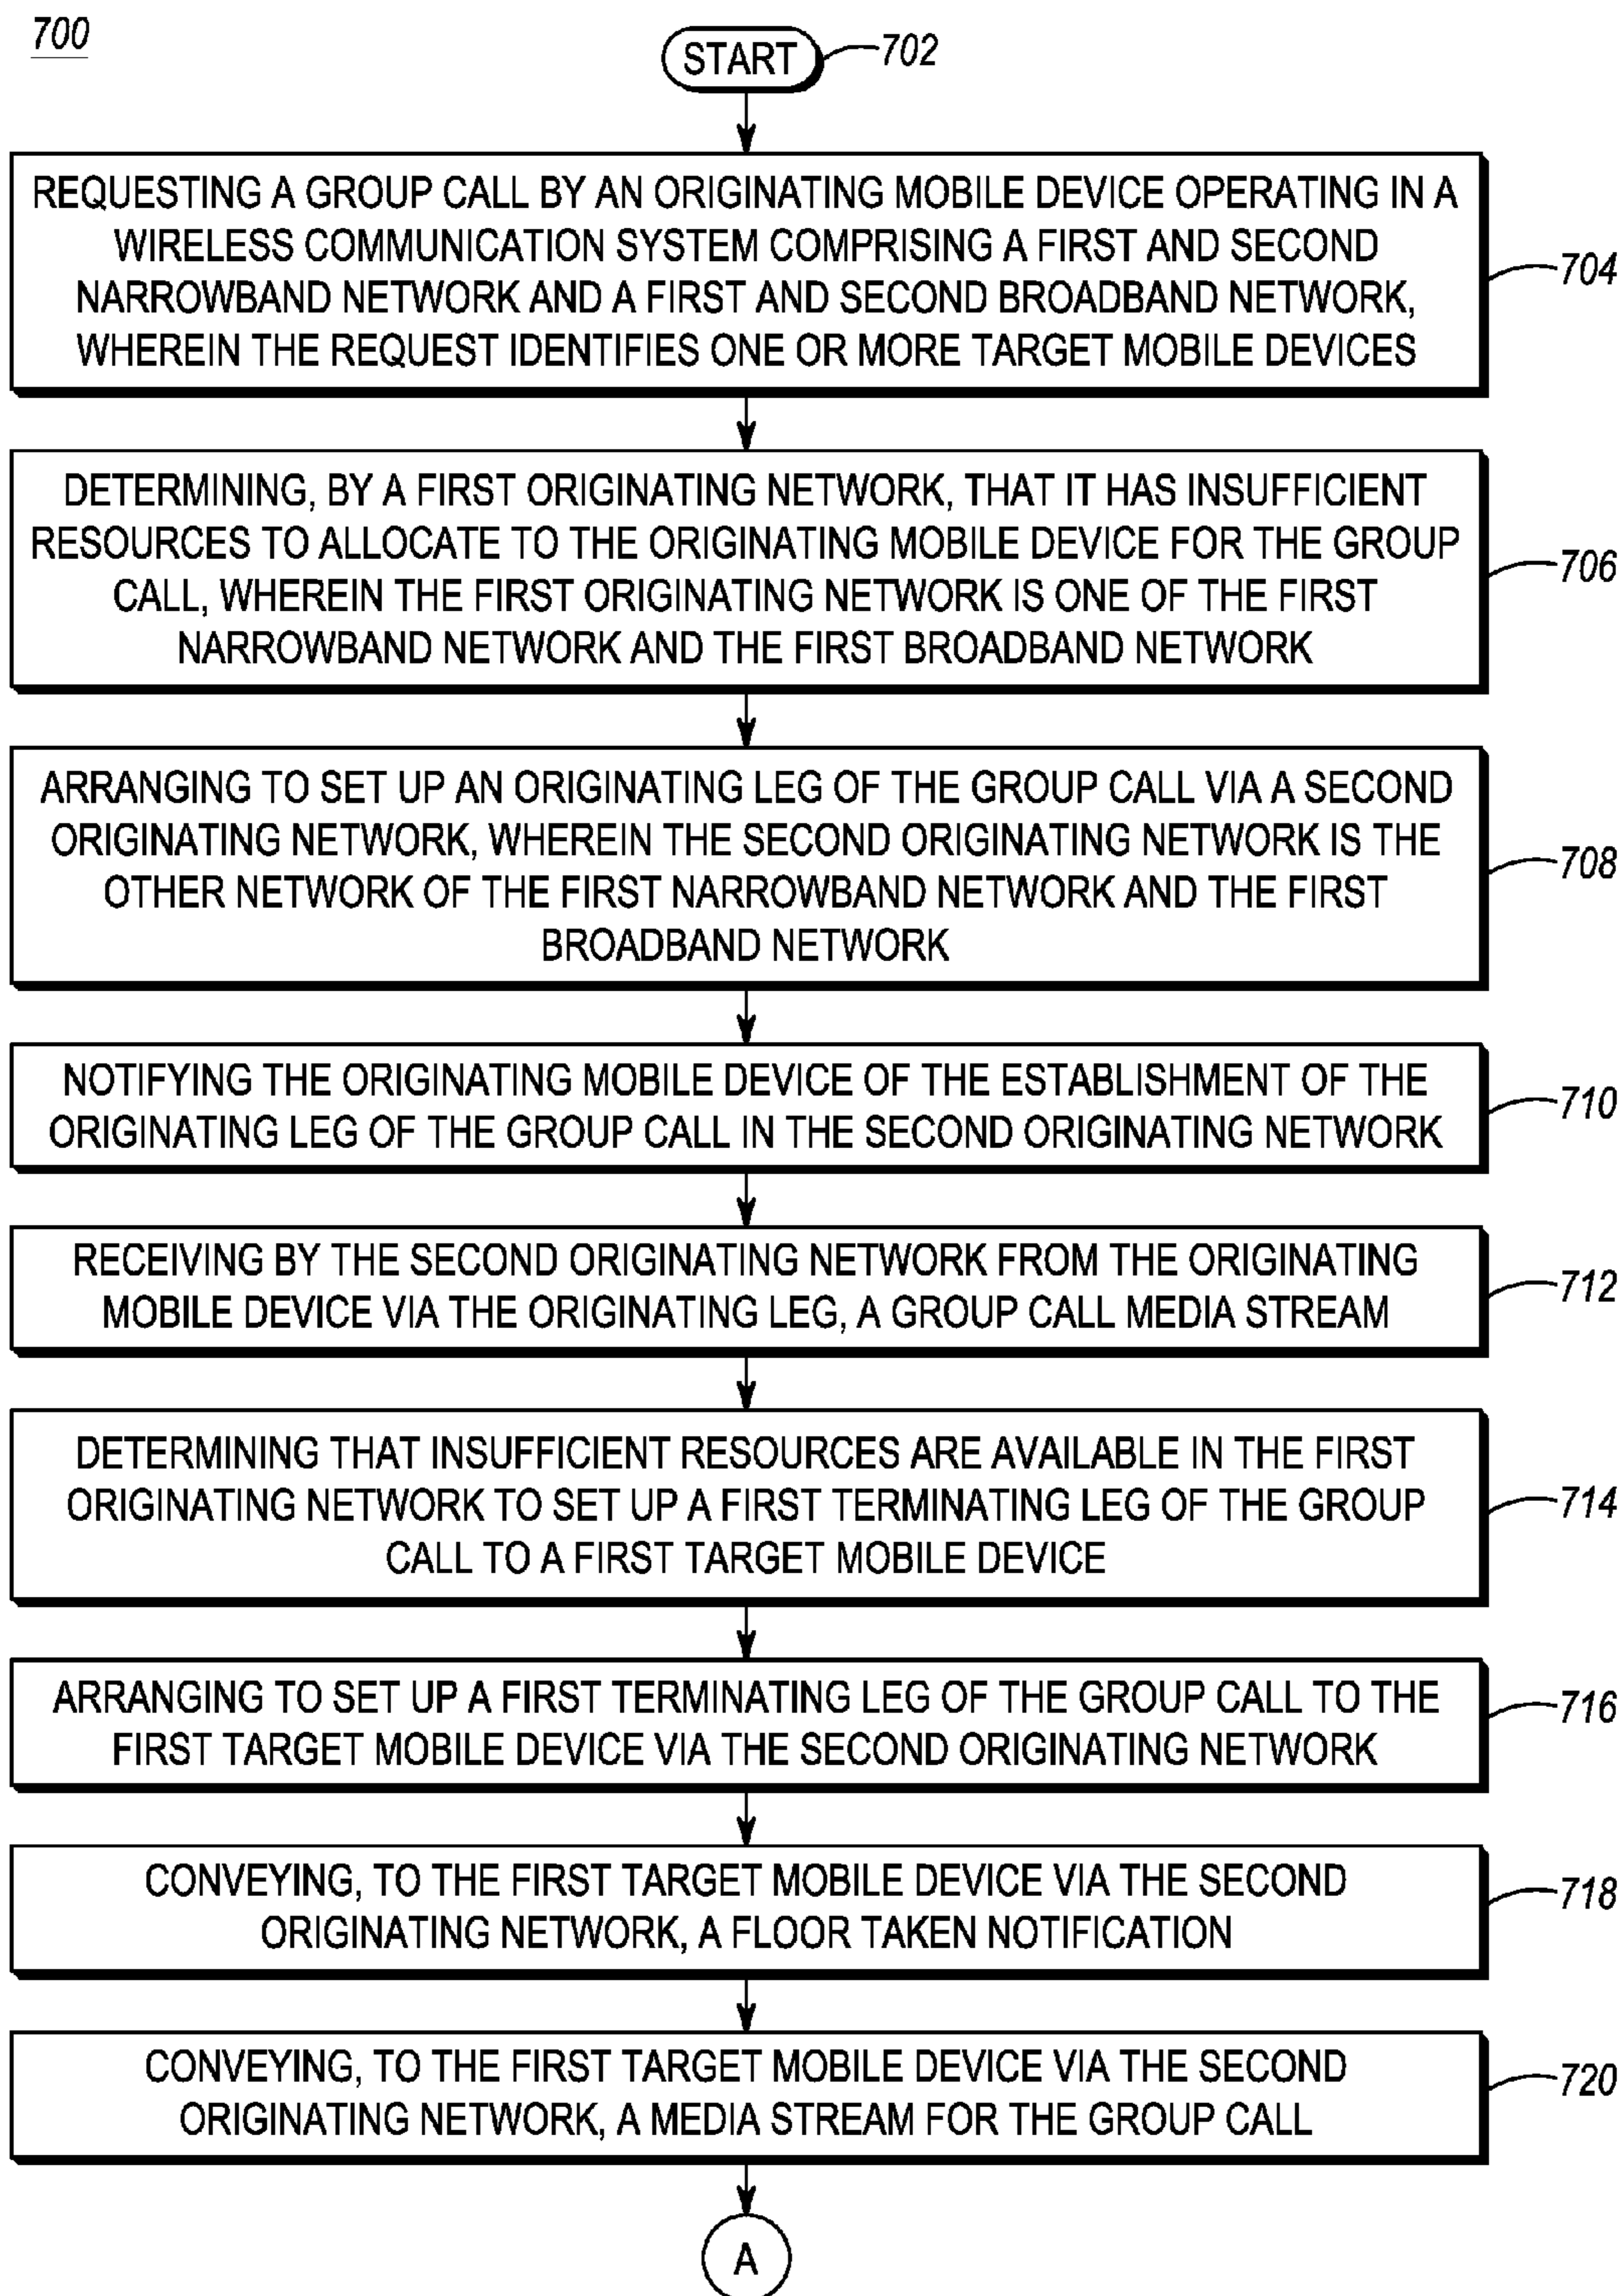 700
START
702
REQUESTING A GROUP CALL BY AN ORIGINATING MOBILE DEVICE OPERATING IN A
WIRELESS COMMUNICATION SYSTEM COMPRISING A FIRST AND SECOND
NARROWBAND NETWORK AND A FIRST AND SECOND BROADBAND NETWORK,
WHEREIN THE REQUEST IDENTIFIES ONE OR MORE TARGET MOBILE DEVICES
704
DETERMINING, BY A FIRST ORIGINATING NETWORK, THAT IT HAS INSUFFICIENT
RESOURCES TO ALLOCATE TO THE ORIGINATING MOBILE DEVICE FOR THE GROUP
CALL, WHEREIN THE FIRST ORIGINATING NETWORK IS ONE OF THE FIRST
NARROWBAND NETWORK AND THE FIRST BROADBAND NETWORK
706
ARRANGING TO SET UP AN ORIGINATING LEG OF THE GROUP CALL VIA A SECOND
ORIGINATING NETWORK, WHEREIN THE SECOND ORIGINATING NETWORK IS THE
OTHER NETWORK OF THE FIRST NARROWBAND NETWORK AND THE FIRST
BROADBAND NETWORK
708
NOTIFYING THE ORIGINATING MOBILE DEVICE OF THE ESTABLISHMENT OF THE
ORIGINATING LEG OF THE GROUP CALL IN THE SECOND ORIGINATING NETWORK
710
RECEIVING BY THE SECOND ORIGINATING NETWORK FROM THE ORIGINATING
MOBILE DEVICE VIA THE ORIGINATING LEG, A GROUP CALL MEDIA STREAM
712
DETERMINING THAT INSUFFICIENT RESOURCES ARE AVAILABLE IN THE FIRST
ORIGINATING NETWORK TO SET UP A FIRST TERMINATING LEG OF THE GROUP
CALL TO A FIRST TARGET MOBILE DEVICE
714
ARRANGING TO SET UP A FIRST TERMINATING LEG OF THE GROUP CALL TO THE
FIRST TARGET MOBILE DEVICE VIA THE SECOND ORIGINATING NETWORK
716
CONVEYING, TO THE FIRST TARGET MOBILE DEVICE VIA THE SECOND
ORIGINATING NETWORK, A FLOOR TAKEN NOTIFICATION
718
CONVEYING, TO THE FIRST TARGET MOBILE DEVICE VIA THE SECOND
ORIGINATING NETWORK, A MEDIA STREAM FOR THE GROUP CALL
720
A